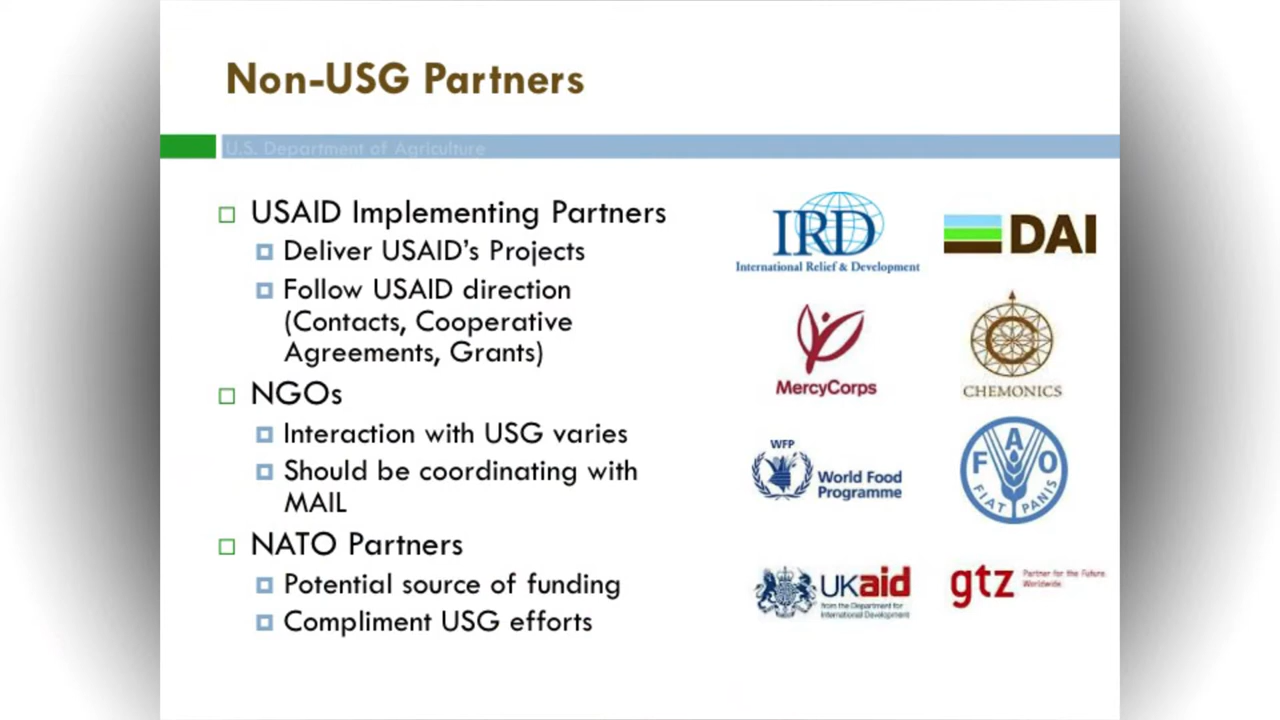 Non-USG Partners
U.S. Department of Agriculture
USAID Implementing Partners
Deliver USAID's Projects
Follow USAID direction
(Contacts, Cooperative
Agreements, Grants)
NGOs
Interaction with USG varies
Should be coordinating with
MAIL
NATO Partners
Potential source of funding
Compliment USG efforts
IRD
International Relief & Development
DAI
MercyCorps
C
CHEMONICS
WFP
World Food
Programme
FAO
FIAT PANIS
UKaid
from the Department for
International Development
gtz
Partner for the Future.
Worldwide.